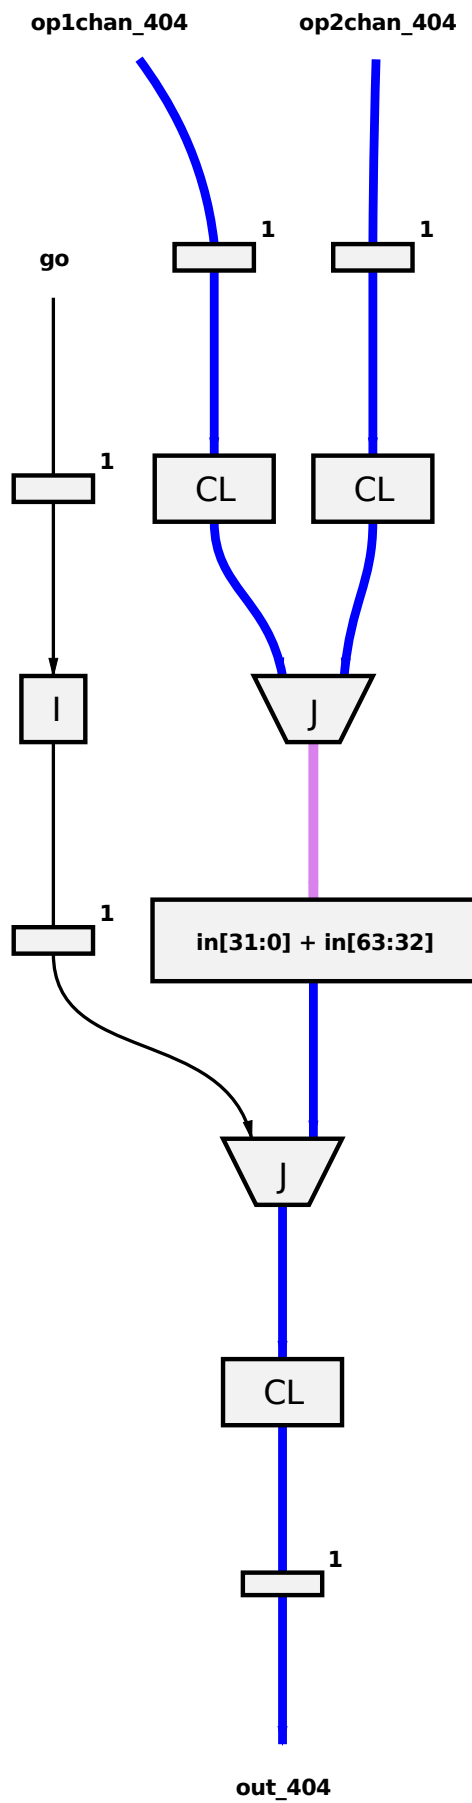 op1chan_404 op2chan_404
1 1
go
1
CL CL
I J
1
in[31:0] + in[63:32]
J
CL
1
out_404